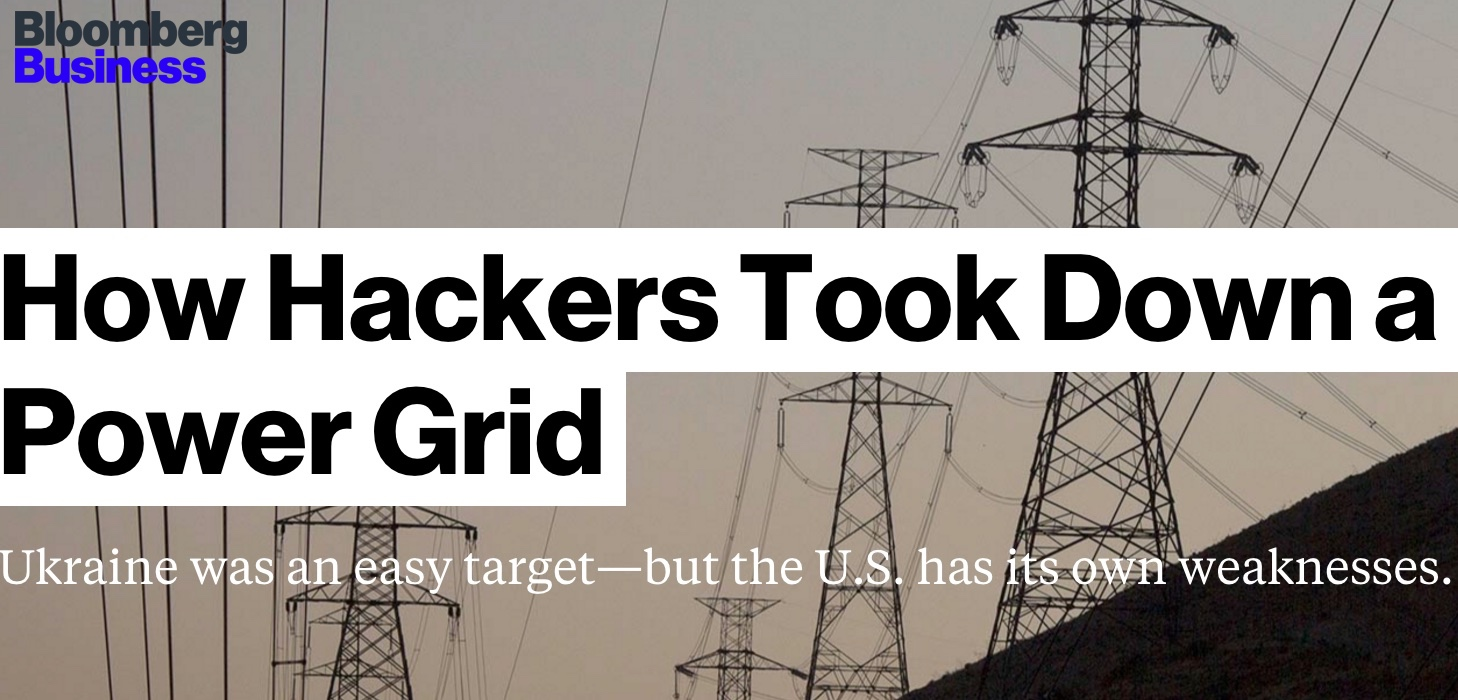 Bloomberg
Business
How Hackers Took Down a
Power Grid
Ukraine was an easy target—but the U.S. has its own weaknesses.